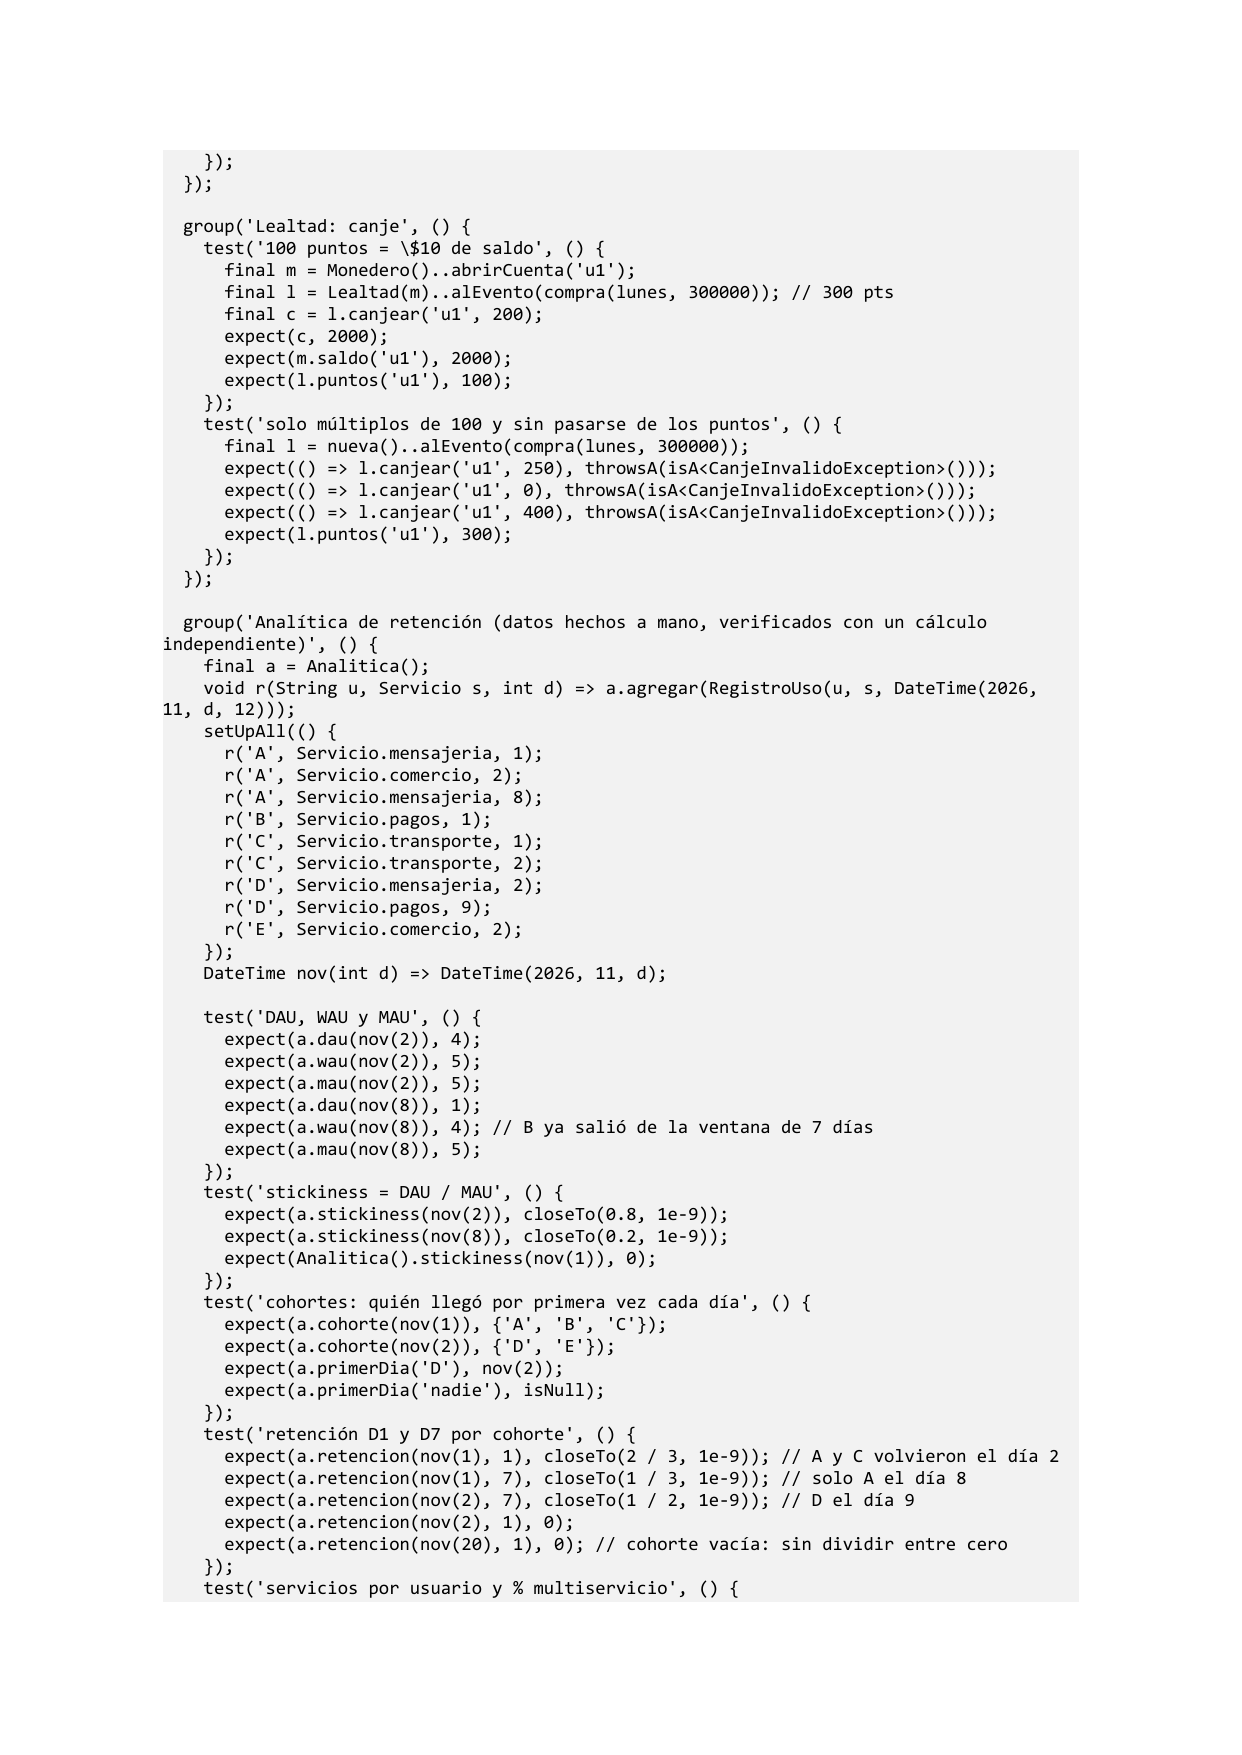 });
  });

  group('Lealtad: canje', () {
    test('100 puntos = \$10 de saldo', () {
      final m = Monedero()..abrirCuenta('u1');
      final l = Lealtad(m)..alEvento(compra(lunes, 300000)); // 300 pts
      final c = l.canjear('u1', 200);
      expect(c, 2000);
      expect(m.saldo('u1'), 2000);
      expect(l.puntos('u1'), 100);
    });
    test('solo múltiplos de 100 y sin pasarse de los puntos', () {
      final l = nueva()..alEvento(compra(lunes, 300000));
      expect(() => l.canjear('u1', 250), throwsA(isA<CanjeInvalidoException>()));
      expect(() => l.canjear('u1', 0), throwsA(isA<CanjeInvalidoException>()));
      expect(() => l.canjear('u1', 400), throwsA(isA<CanjeInvalidoException>()));
      expect(l.puntos('u1'), 300);
    });
  });

  group('Analítica de retención (datos hechos a mano, verificados con un cálculo
independiente)', () {
    final a = Analitica();
    void r(String u, Servicio s, int d) => a.agregar(RegistroUso(u, s, DateTime(2026,
11, d, 12)));
    setUpAll(() {
      r('A', Servicio.mensajeria, 1);
      r('A', Servicio.comercio, 2);
      r('A', Servicio.mensajeria, 8);
      r('B', Servicio.pagos, 1);
      r('C', Servicio.transporte, 1);
      r('C', Servicio.transporte, 2);
      r('D', Servicio.mensajeria, 2);
      r('D', Servicio.pagos, 9);
      r('E', Servicio.comercio, 2);
    });
    DateTime nov(int d) => DateTime(2026, 11, d);

    test('DAU, WAU y MAU', () {
      expect(a.dau(nov(2)), 4);
      expect(a.wau(nov(2)), 5);
      expect(a.mau(nov(2)), 5);
      expect(a.dau(nov(8)), 1);
      expect(a.wau(nov(8)), 4); // B ya salió de la ventana de 7 días
      expect(a.mau(nov(8)), 5);
    });
    test('stickiness = DAU / MAU', () {
      expect(a.stickiness(nov(2)), closeTo(0.8, 1e-9));
      expect(a.stickiness(nov(8)), closeTo(0.2, 1e-9));
      expect(Analitica().stickiness(nov(1)), 0);
    });
    test('cohortes: quién llegó por primera vez cada día', () {
      expect(a.cohorte(nov(1)), {'A', 'B', 'C'});
      expect(a.cohorte(nov(2)), {'D', 'E'});
      expect(a.primerDia('D'), nov(2));
      expect(a.primerDia('nadie'), isNull);
    });
    test('retención D1 y D7 por cohorte', () {
      expect(a.retencion(nov(1), 1), closeTo(2 / 3, 1e-9)); // A y C volvieron el día 2
      expect(a.retencion(nov(1), 7), closeTo(1 / 3, 1e-9)); // solo A el día 8
      expect(a.retencion(nov(2), 7), closeTo(1 / 2, 1e-9)); // D el día 9
      expect(a.retencion(nov(2), 1), 0);
      expect(a.retencion(nov(20), 1), 0); // cohorte vacía: sin dividir entre cero
    });
    test('servicios por usuario y % multiservicio', () {